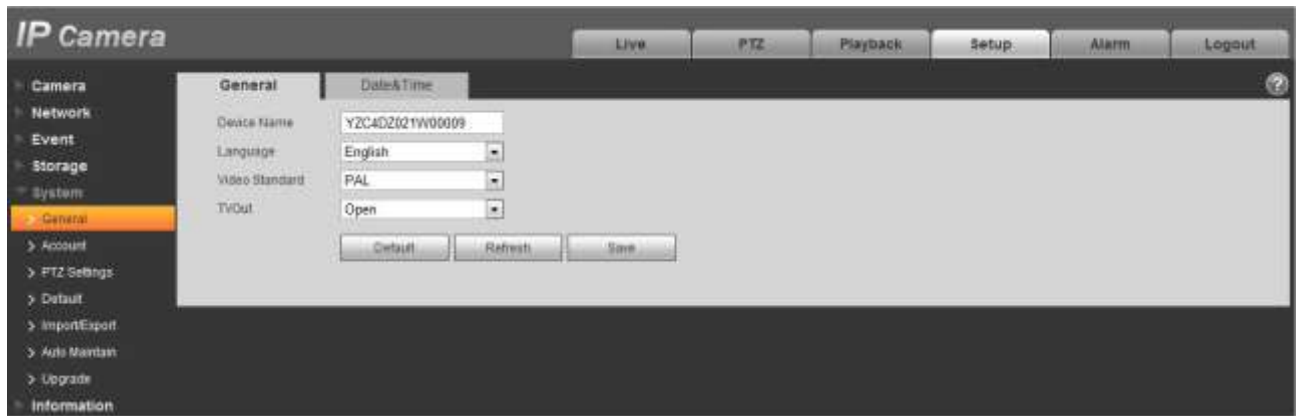 IP Camera
Live PTZ Playback Setup Alarm Logout
Camera
Network
Event
Storage
System
General
Account
PTZ Settings
Default
Import/Export
Auto Maintain
Upgrade
Information
General Date&Time
Device Name YZC4DZ021W00009
Language English
Video Standard PAL
TVOut Open
Default Refresh Save
?